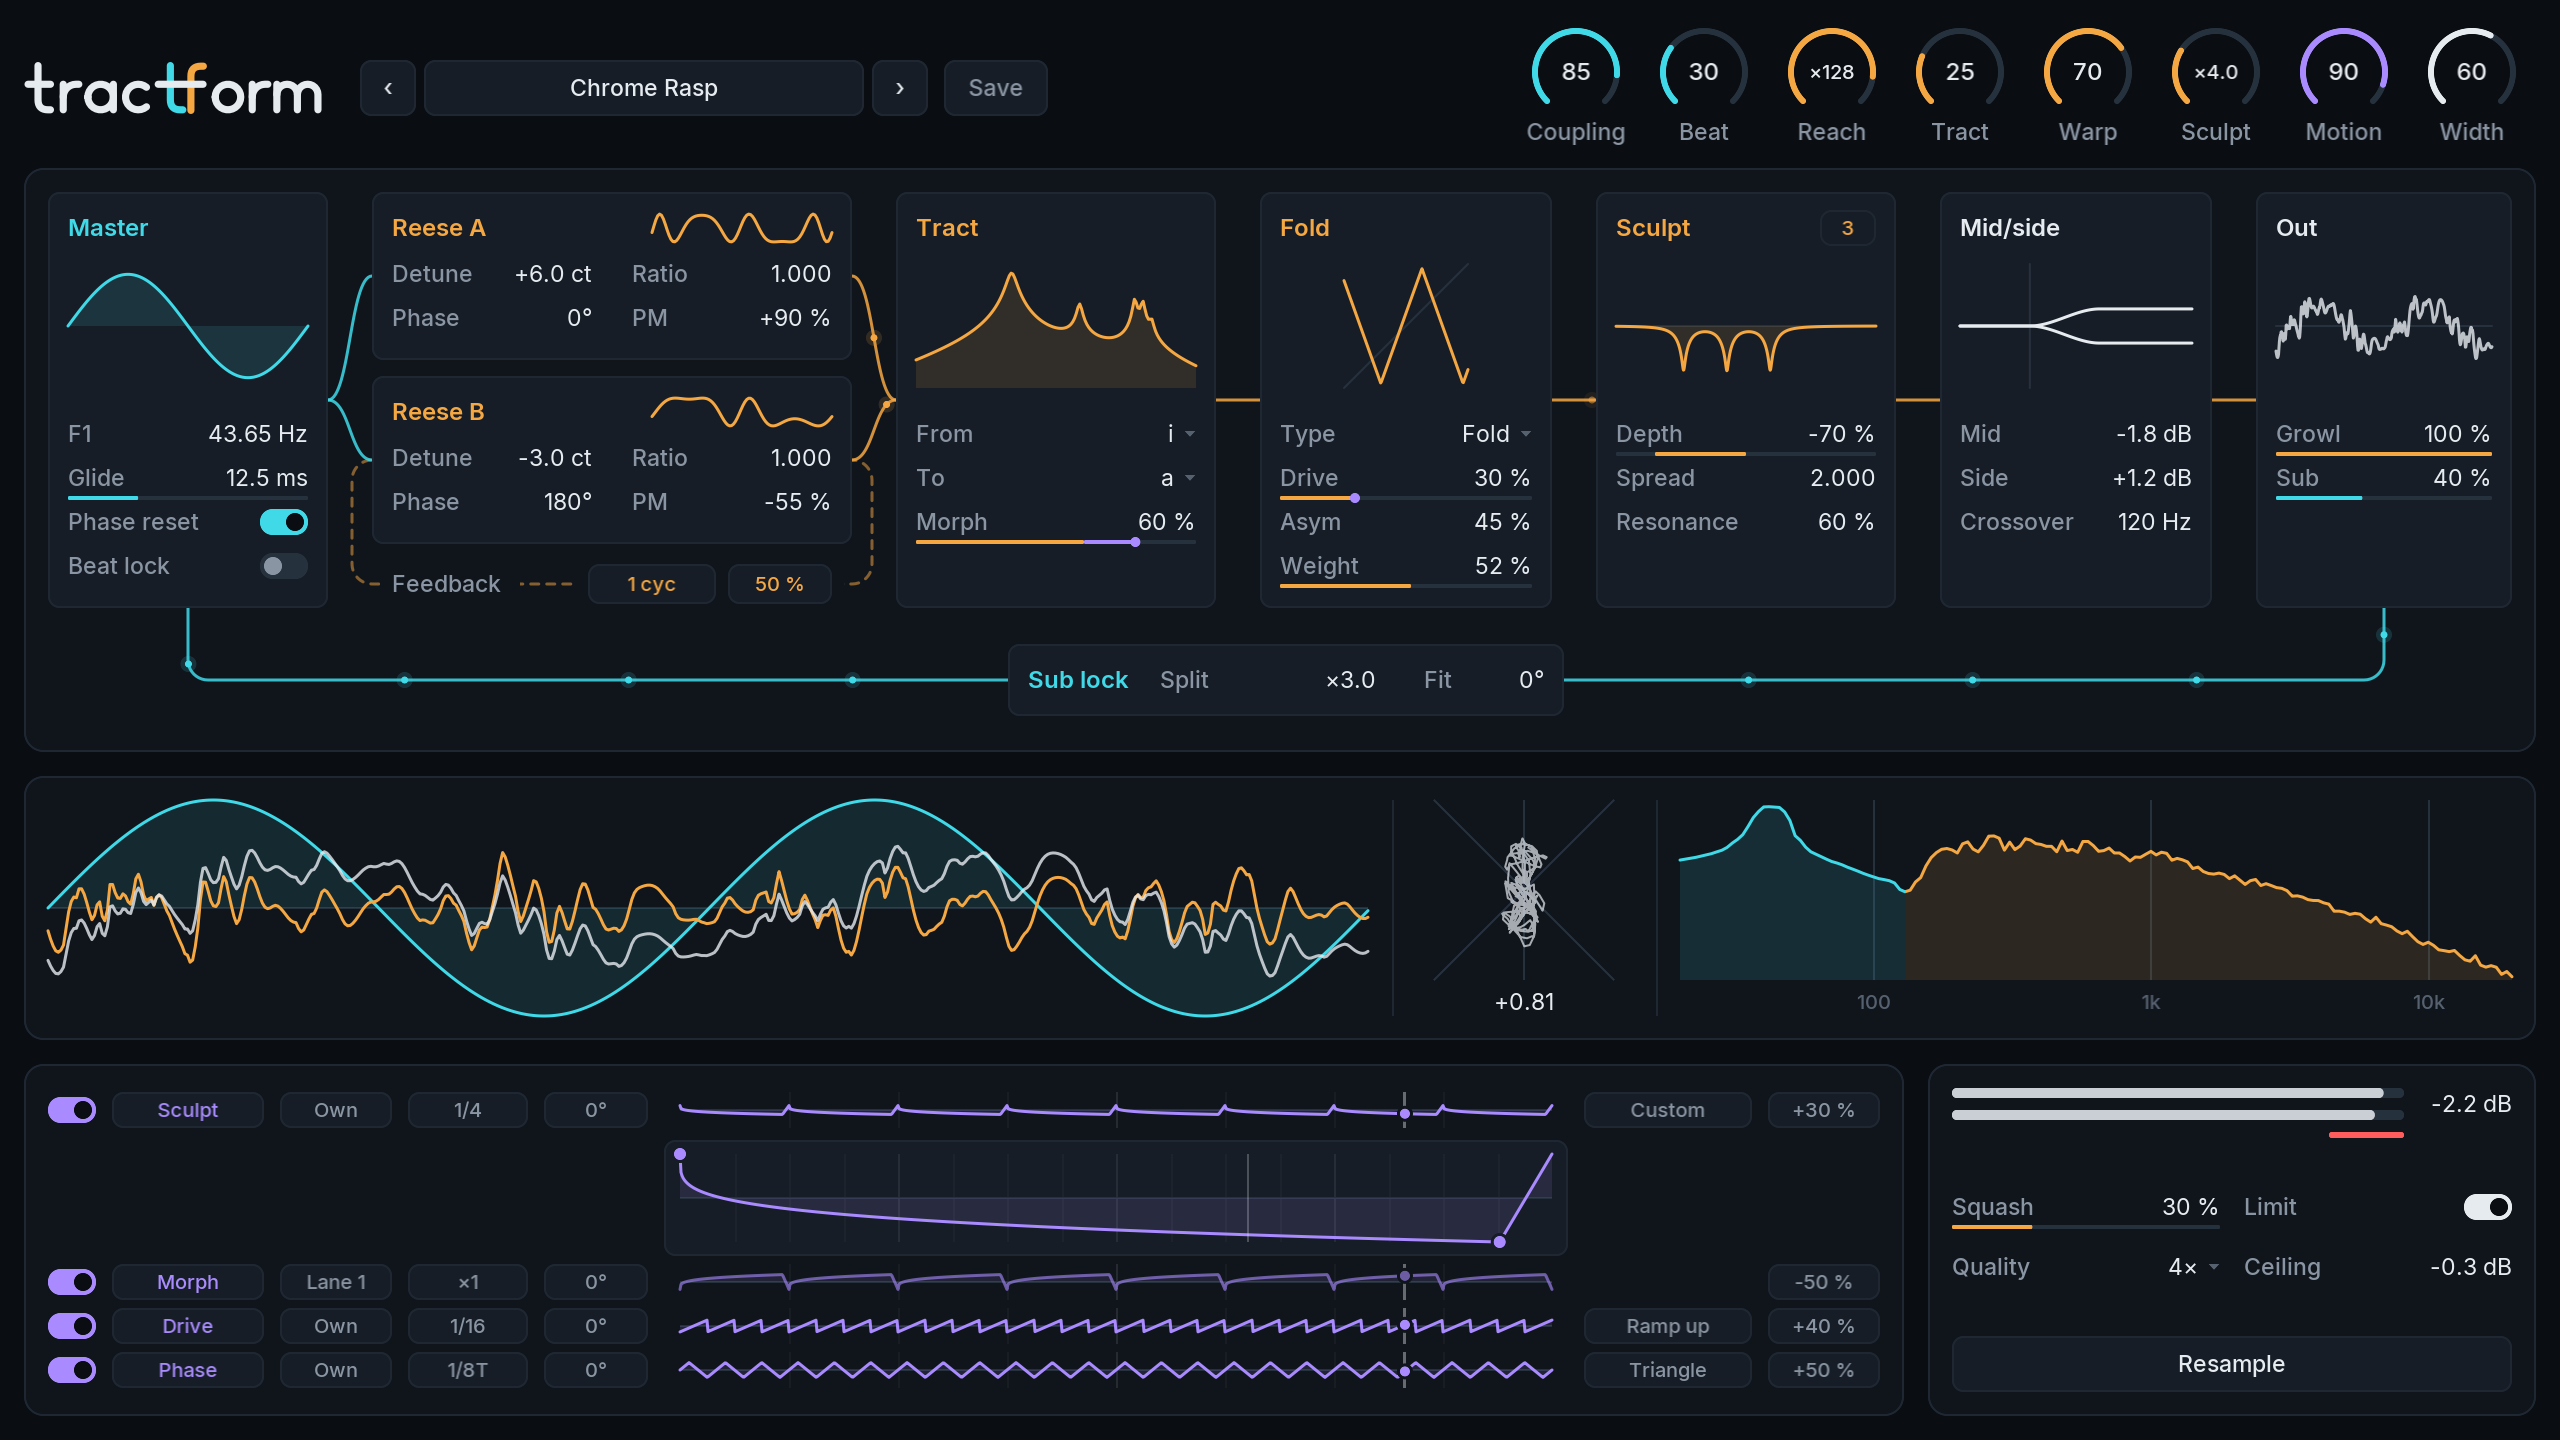 tractform
‹
Chrome Rasp
›
Save
85
30
×128
25
70
×4.0
90
60
Coupling
Beat
Reach
Tract
Warp
Sculpt
Motion
Width
Master
F1 43.65 Hz
Glide 12.5 ms
Phase reset
Beat lock
Reese A
Detune +6.0 ct Ratio 1.000
Phase 0° PM +90 %
Reese B
Detune -3.0 ct Ratio 1.000
Phase 180° PM -55 %
Feedback 1 cyc 50 %
Tract
From i
To a
Morph 60 %
Fold
Type Fold
Drive 30 %
Asym 45 %
Weight 52 %
Sculpt 3
Depth -70 %
Spread 2.000
Resonance 60 %
Mid/side
Mid -1.8 dB
Side +1.2 dB
Crossover 120 Hz
Out
Growl 100 %
Sub 40 %
Sub lock Split ×3.0 Fit 0°
+0.81
100 1k 10k
Sculpt Own 1/4 0° Custom +30 %
Morph Lane 1 ×1 0° -50 %
Drive Own 1/16 0° Ramp up +40 %
Phase Own 1/8T 0° Triangle +50 %
-2.2 dB
Squash 30 % Limit
Quality 4× Ceiling -0.3 dB
Resample